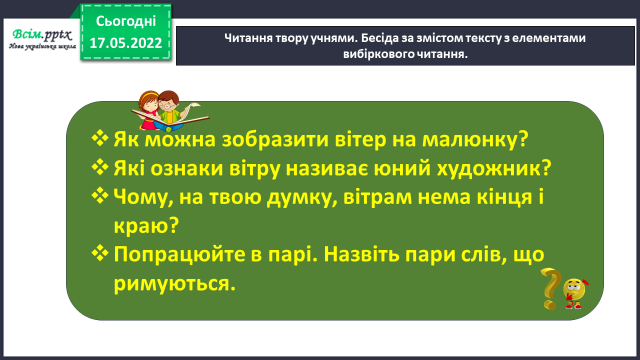 Всім.pptx
Нова українська школа
Сьогодні
17.05.2022
Читання твору учнями. Бесіда за змістом тексту з елементами
вибіркового читання.
❖ Як можна зобразити вітер на малюнку?
❖ Які ознаки вітру називає юний художник?
❖ Чому, на твою думку, вітрам нема кінця і
краю?
❖ Попрацюйте в парі. Назвіть пари слів, що
римуються.